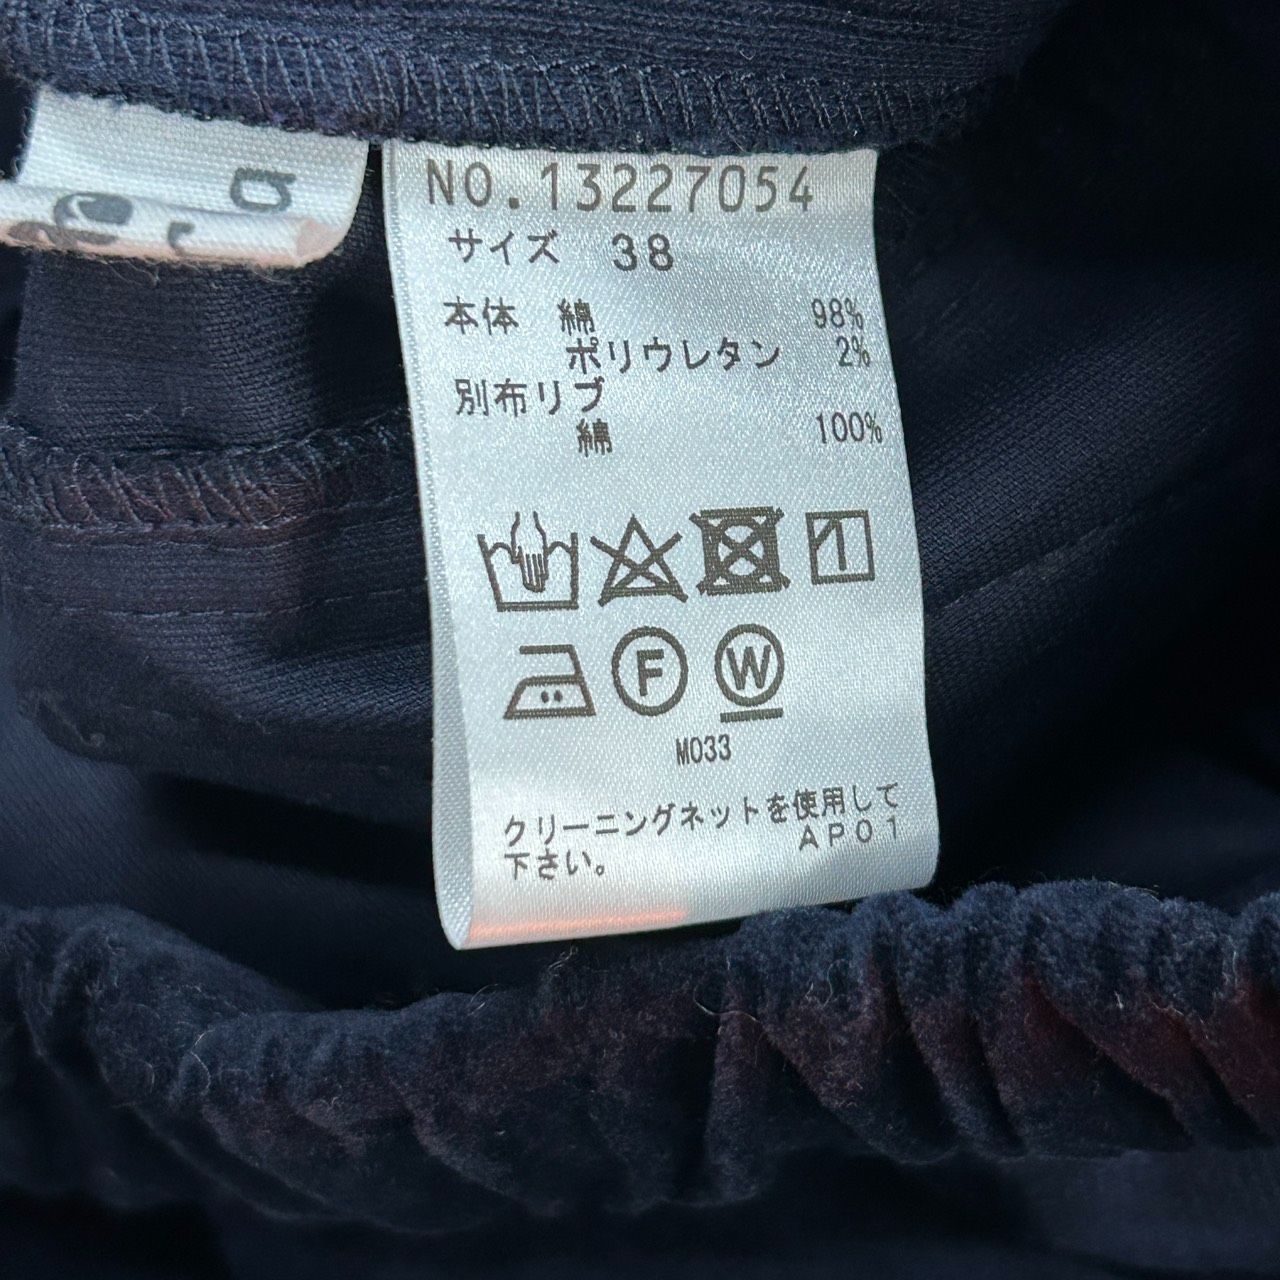 NO.13227054
サイズ 38
本体 綿 98%
ポリウレタン 2%
別布リブ
綿 100%
1
F W
M033
クリーニングネットを使用して
下さい。 AP01
a